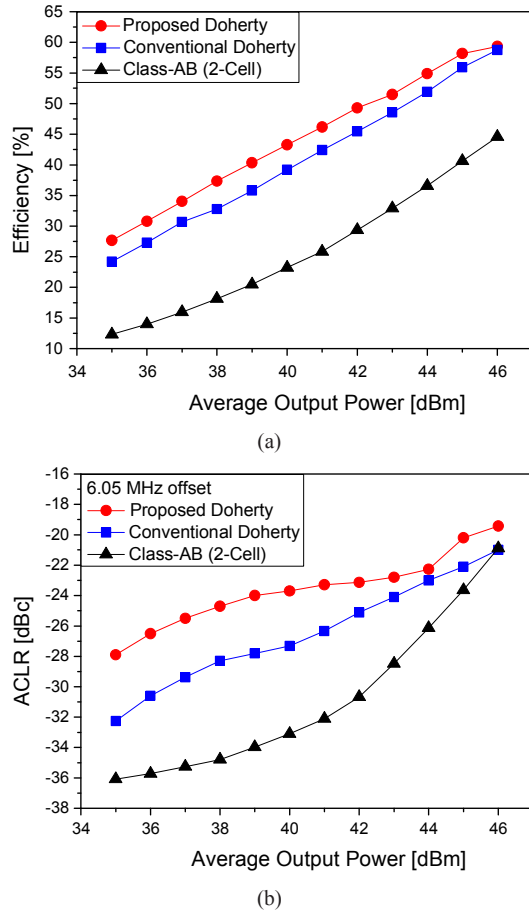 65
60
55
50
45
40
35
30
25
20
15
10
Efficiency [%]
Proposed Doherty
Conventional Doherty
Class-AB (2-Cell)
34 36 38 40 42 44 46
Average Output Power [dBm]
(a)
-16
-18
-20
-22
-24
-26
-28
-30
-32
-34
-36
-38
ACLR [dBc]
6.05 MHz offset
Proposed Doherty
Conventional Doherty
Class-AB (2-Cell)
34 36 38 40 42 44 46
Average Output Power [dBm]
(b)